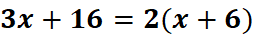 3x + 16 = 2(x + 6)